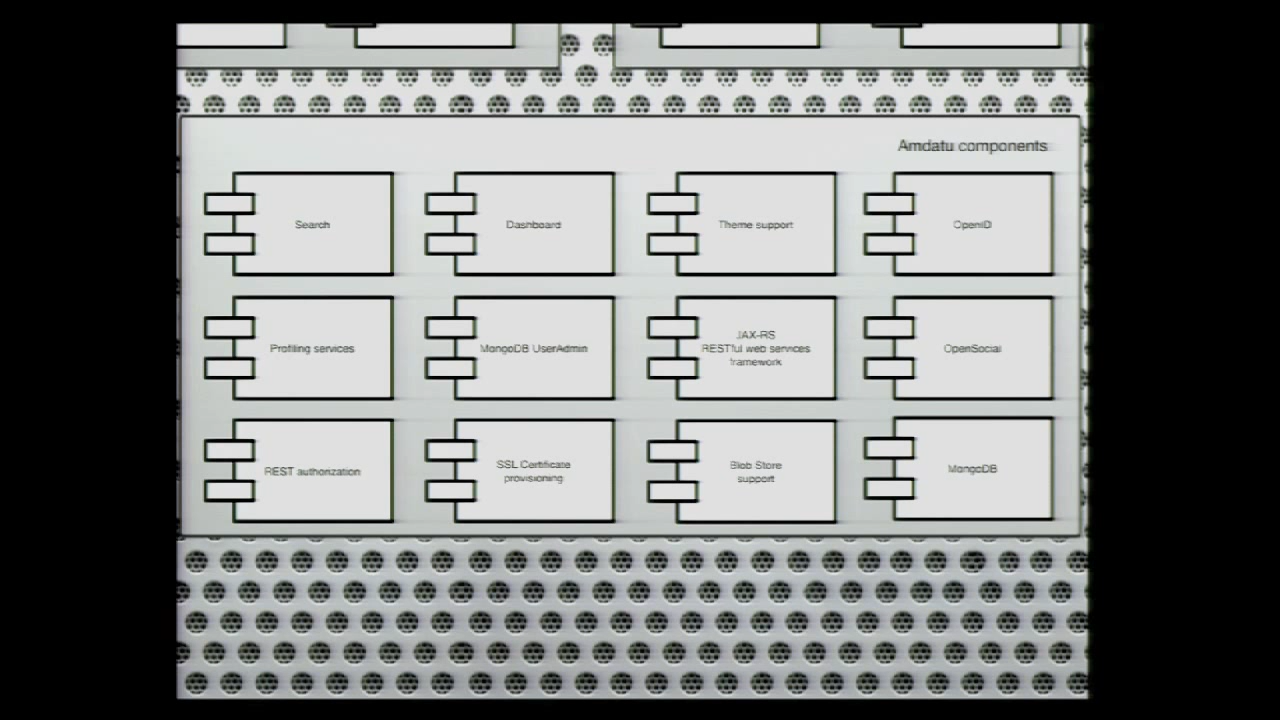 Amdatu components
Search
Dashboard
Theme support
OpenID
Profiling services
MongoDB UserAdmin
JAX-RS
RESTful web services
framework
OpenSocial
REST authorization
SSL Certificate
provisioning
Blob Store
support
MongoDB